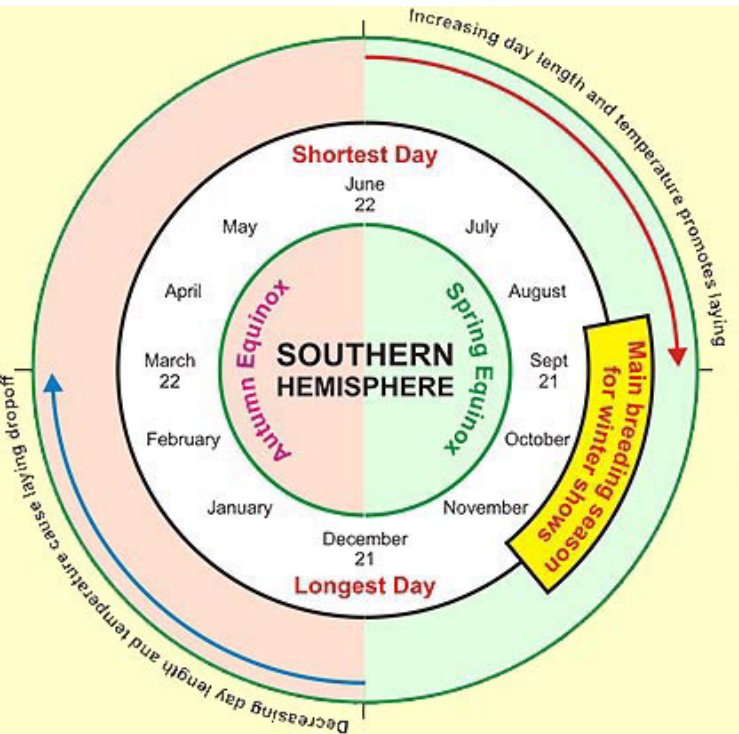 Increasing day length and temperature promotes laying
Shortest Day
June
22
May
July
April
August
Autumn Equinox
Spring Equinox
SOUTHERN
HEMISPHERE
March
22
Sept
21
Main breeding season
for winter shows
February
October
January
November
December
21
Longest Day
Decreasing day length and temperature cause laying dropoff